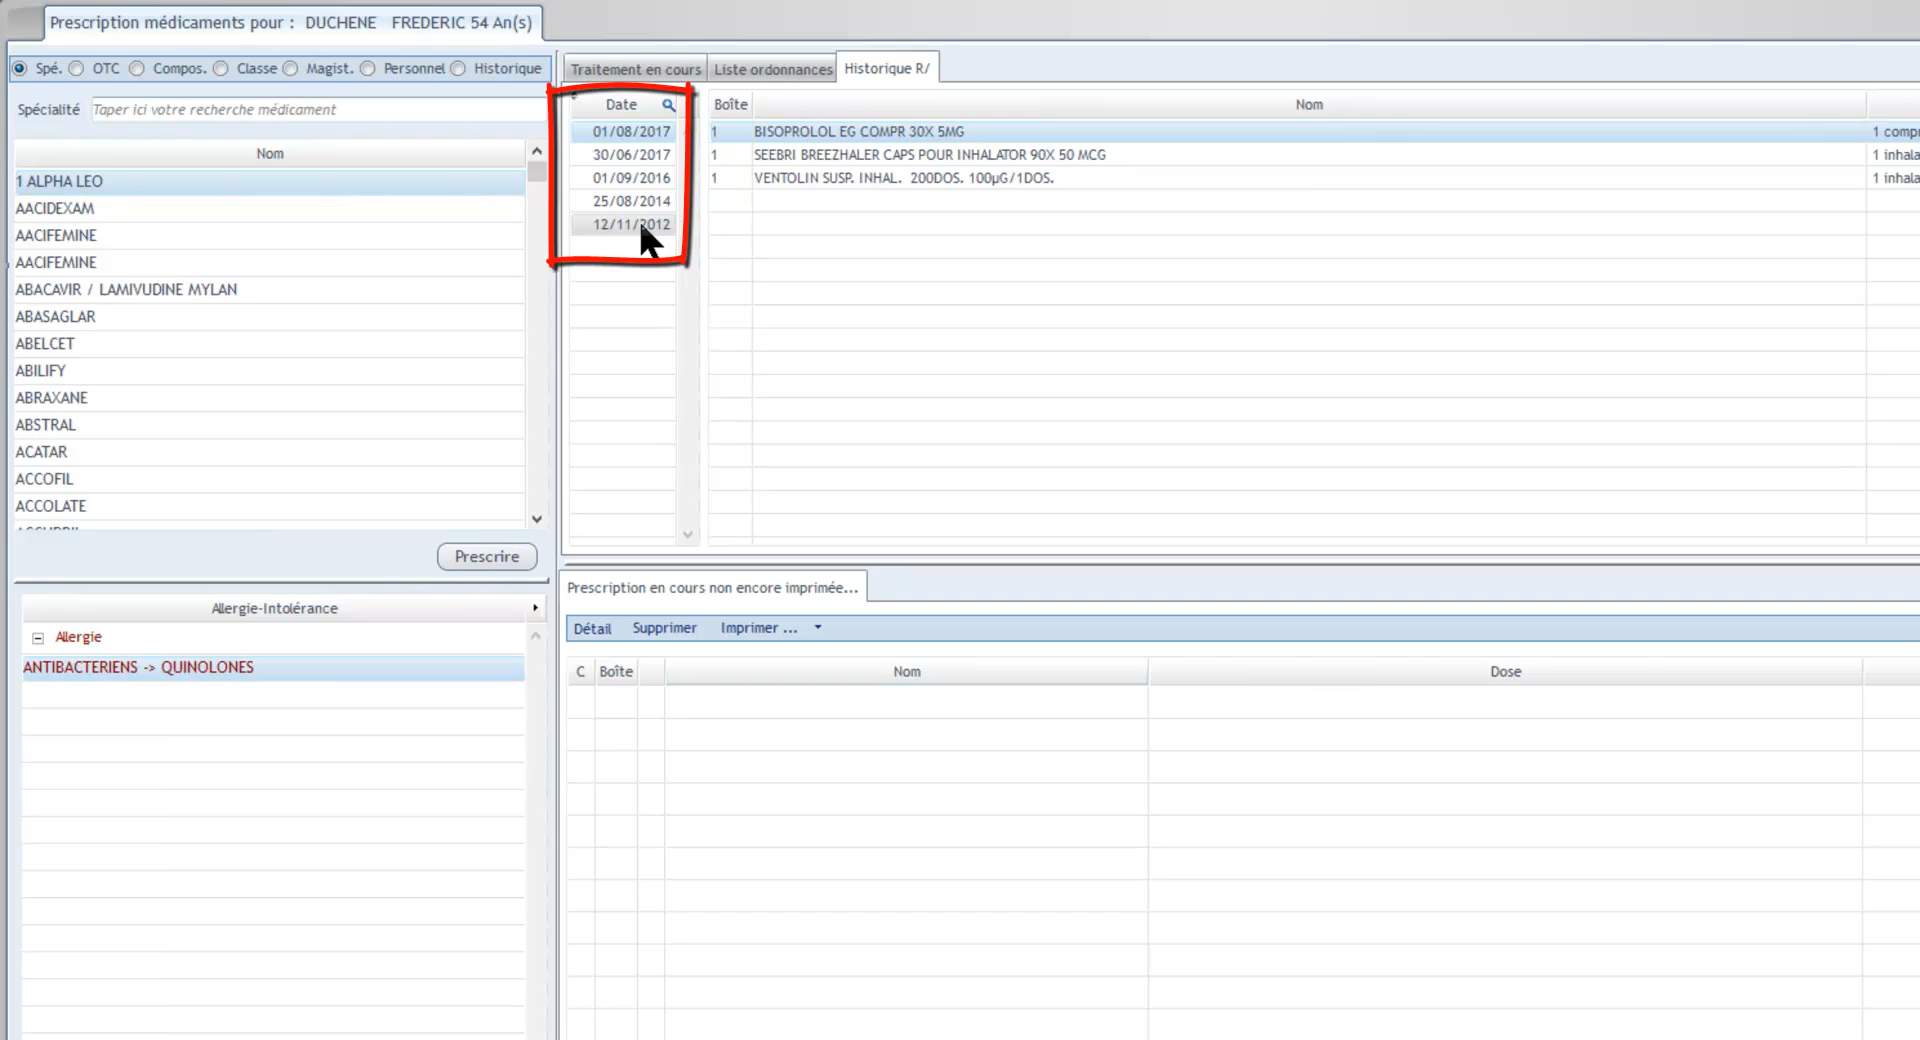 Prescription médicaments pour : DUCHENE FREDERIC 54 An(s)
Spé. OTC Compos. Classe Magist. Personnel Historique
Spécialité Taper ici votre recherche médicament
Nom
1 ALPHA LEO
AACIDEXAM
AACIFEMINE
AACIFEMINE
ABACAVIR / LAMIVUDINE MYLAN
ABASAGLAR
ABELCET
ABILIFY
ABRAXANE
ABSTRAL
ACATAR
ACCOFIL
ACCOLATE
Prescrire
Allergie-Intolérance
Allergie
ANTIBACTERIENS -> QUINOLONES
Traitement en cours Liste ordonnances Historique R/
Date Boîte Nom
01/08/2017 1 BISOPROLOL EG COMPR 30X 5MG 1 compr
30/06/2017 1 SEEBRI BREEZHALER CAPS POUR INHALATOR 90X 50 MCG 1 inhala
01/09/2016 1 VENTOLIN SUSP. INHAL. 200DOS. 100µG/1DOS. 1 inhala
25/08/2014
12/11/2012
Prescription en cours non encore imprimée...
Détail Supprimer Imprimer ...
C Boîte Nom Dose